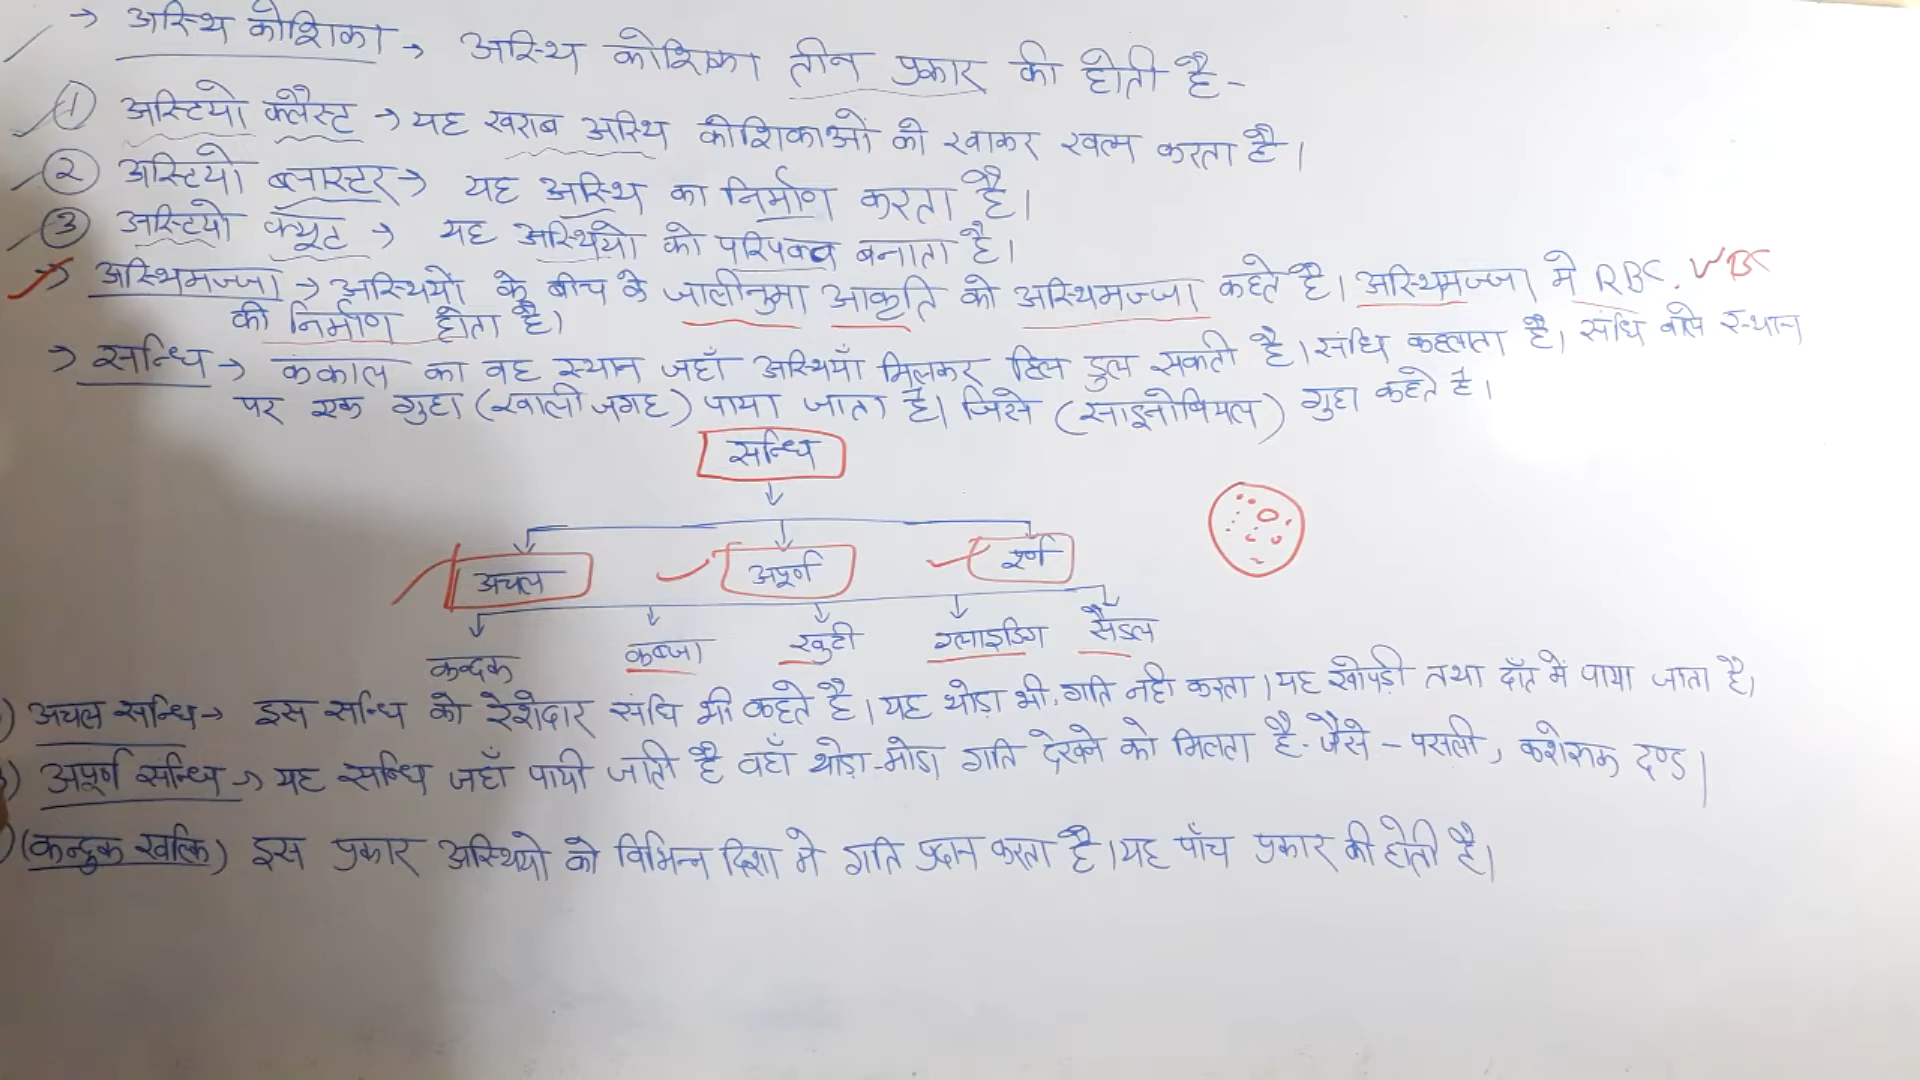 → अस्थि कोशिका → अस्थि कोशिका तीन प्रकार की होती है-
① अस्टियो क्लैस्ट → यह खराब अस्थि कोशिकाओं को खाकर खत्म करता है।
② अस्टियो ब्लास्टर → यह अस्थि का निर्माण करता है।
③ अस्टियो क्यूट → यह अस्थियो को परिपक्व बनाता है।
→ अस्थिमज्जा → अस्थियों के बीच के जालीनुमा आकृति को अस्थिमज्जा कहते है। अस्थिमज्जा मे RBC, WBC
की निर्माण होता है।
→ सन्धि → कंकाल का वह स्थान जहाँ अस्थियाँ मिलकर हिल डुल सकती है। संधि कहलाता है। संधि वाले स्थान
पर एक गुहा (खाली जगह) पाया जाता है। जिसे (साइनोवियल) गुहा कहते है।
सन्धि
अचल अपूर्ण पूर्ण
कन्दुक कब्जा खुटी ग्लाइडिंग सैडल
) अचल सन्धि → इस सन्धि को रेशेदार संधि भी कहते है। यह थोड़ा भी गति नही करता। यह खोपड़ी तथा दाँत में पाया जाता है।
) अपूर्ण सन्धि → यह सन्धि जहाँ पायी जाती है वहाँ थोड़ा-मोड़ा गति देखने को मिलता है- जैसे - पसली, कशेरुक दण्ड।
) (कन्दुक खल्कि) इस प्रकार अस्थियो को विभिन्न दिशा मे गति प्रदान करता है। यह पाँच प्रकार की होती है।